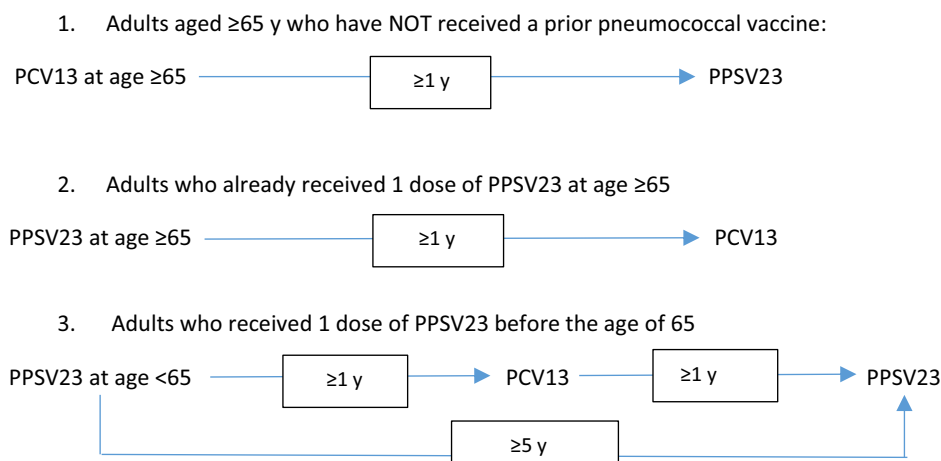 1. Adults aged ≥65 y who have NOT received a prior pneumococcal vaccine:
PCV13 at age ≥65 ≥1 y PPSV23
2. Adults who already received 1 dose of PPSV23 at age ≥65
PPSV23 at age ≥65 ≥1 y PCV13
3. Adults who received 1 dose of PPSV23 before the age of 65
PPSV23 at age <65 ≥1 y PCV13 ≥1 y PPSV23
≥5 y